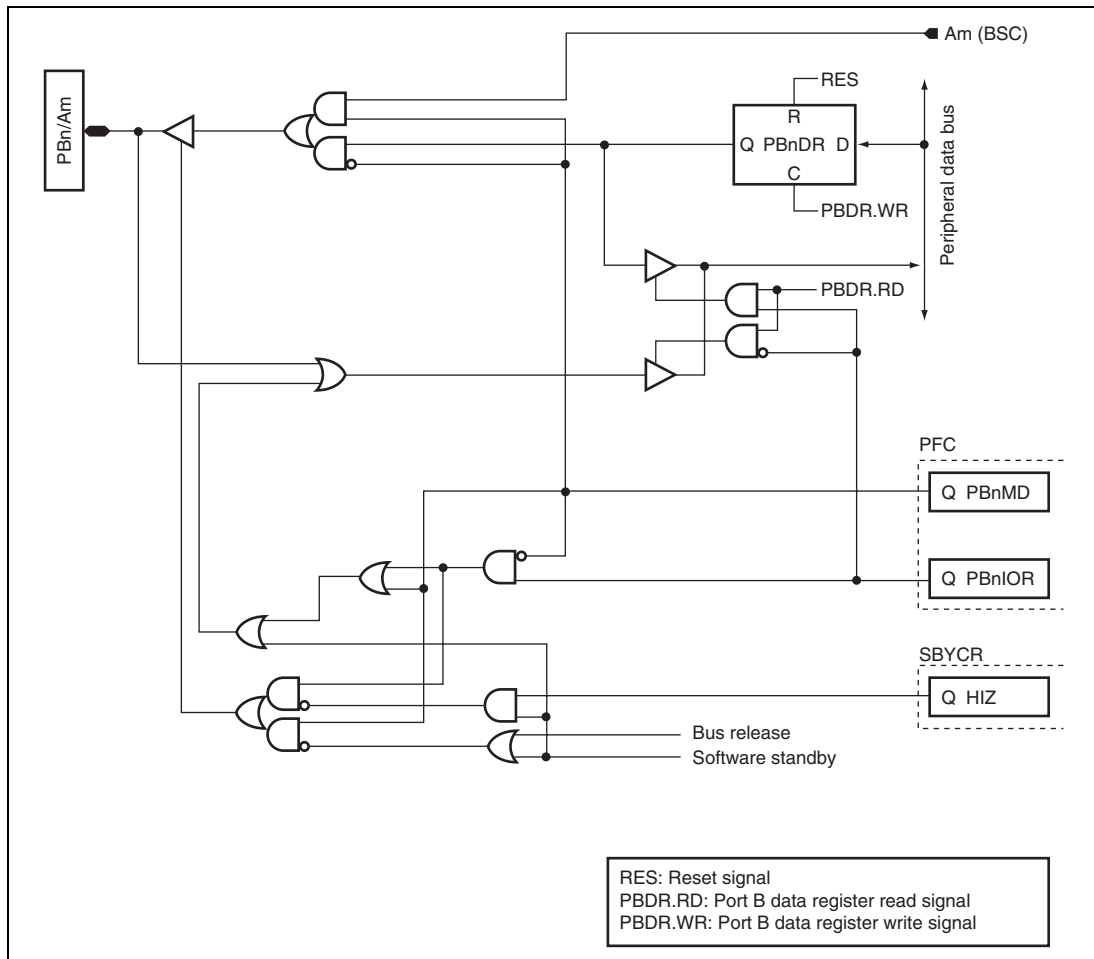 Am (BSC)
PBn/Am
RES
R
Q PBnDR D
C
PBDR.WR
Peripheral data bus
PBDR.RD
PFC
Q PBnMD
Q PBnIOR
SBYCR
Q HIZ
Bus release
Software standby
RES: Reset signal
PBDR.RD: Port B data register read signal
PBDR.WR: Port B data register write signal